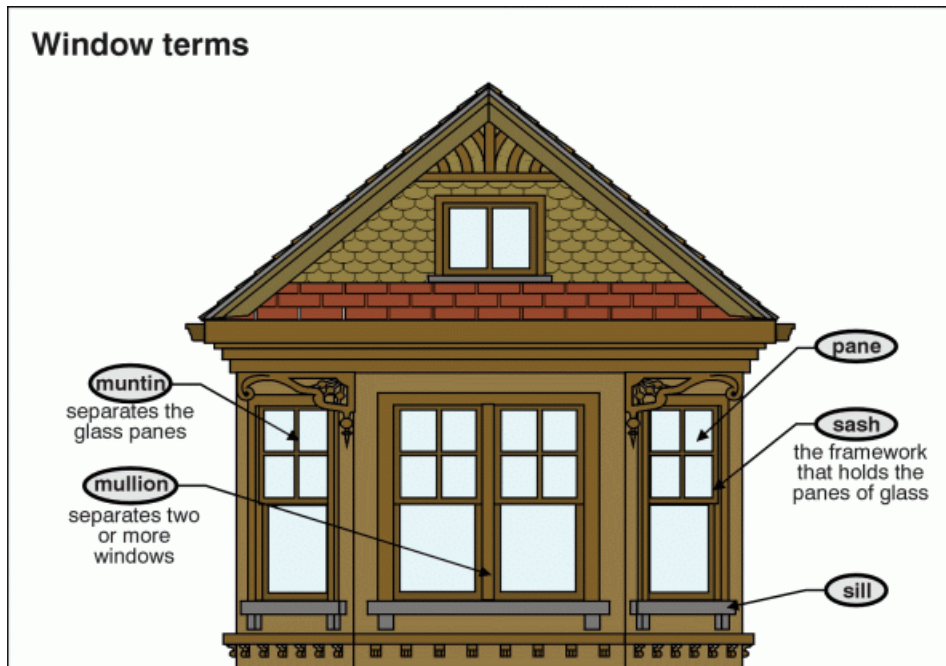 Window terms
muntin
separates the
glass panes
mullion
separates two
or more
windows
pane
sash
the framework
that holds the
panes of glass
sill